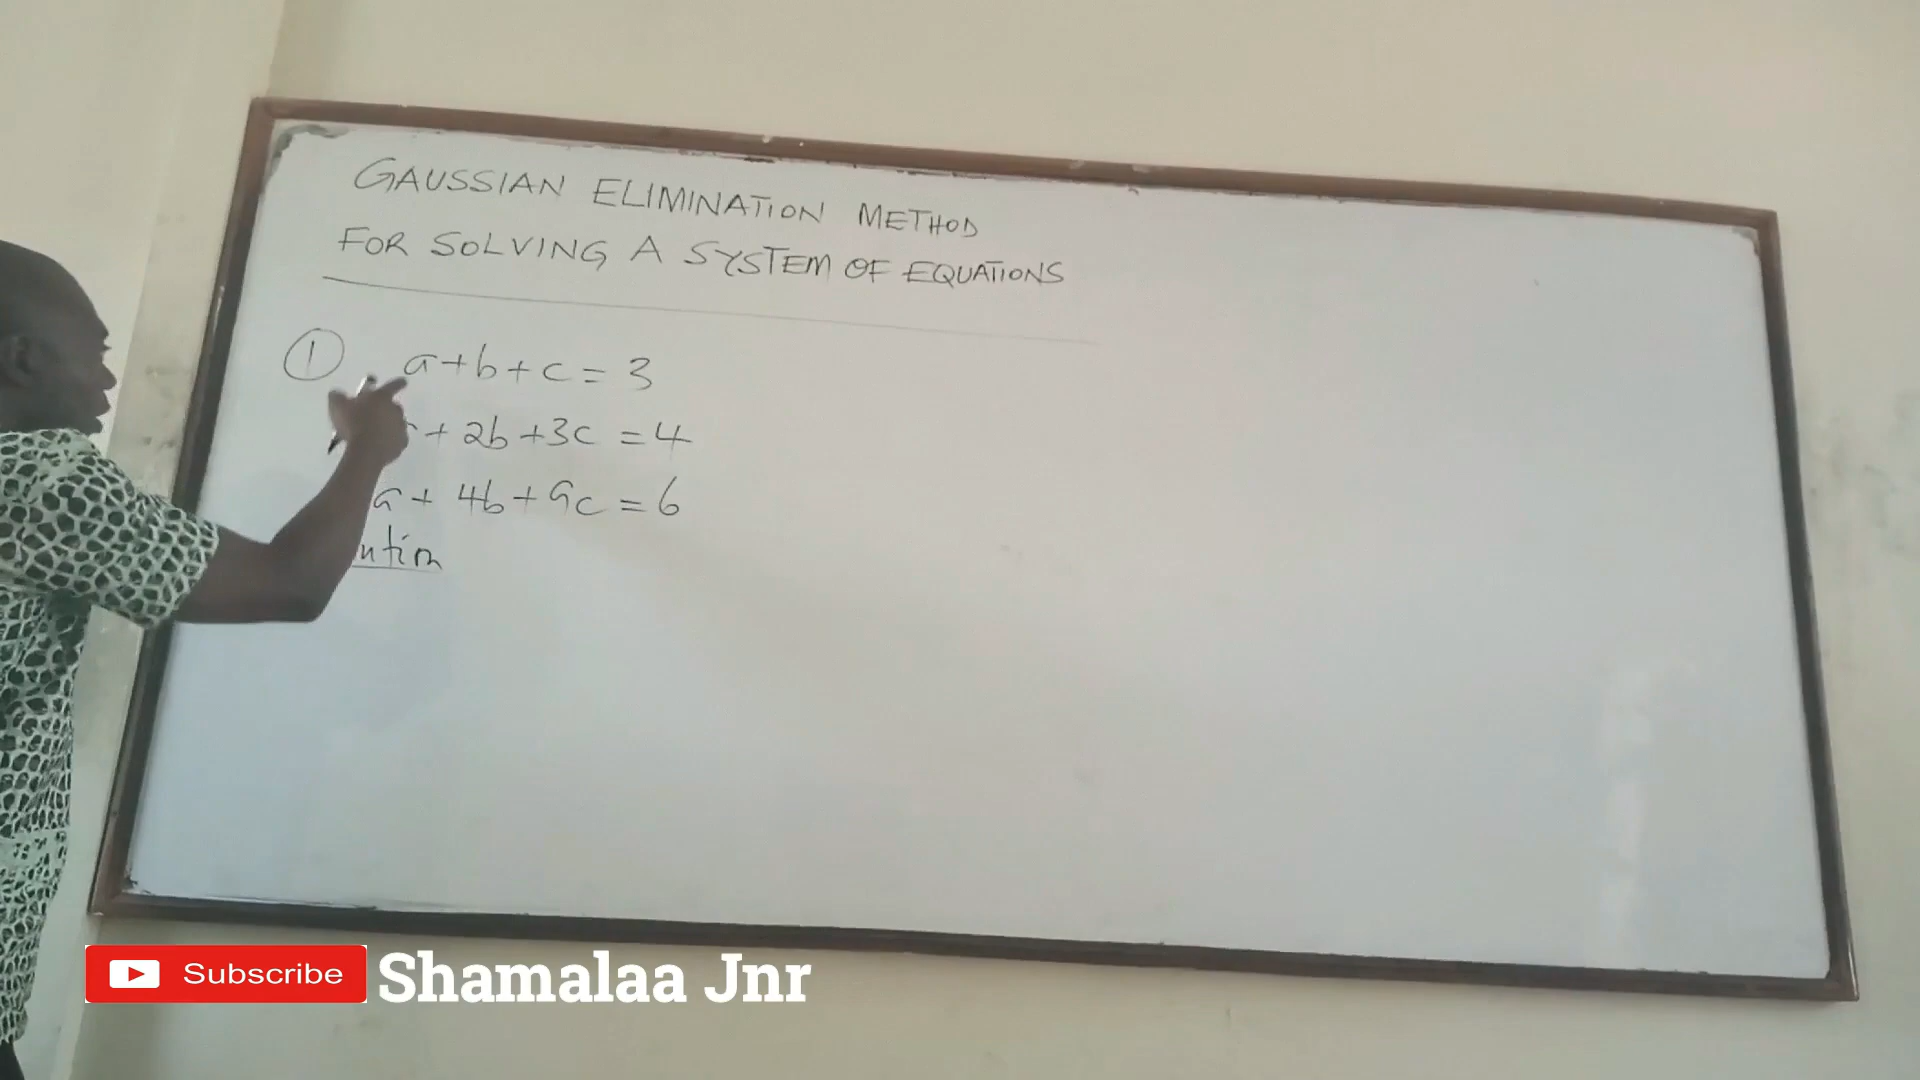 GAUSSIAN ELIMINATION METHOD
FOR SOLVING A SYSTEM OF EQUATIONS
① a+b+c = 3
+ 2b +3c = 4
a + 4b + 9c = 6
Subscribe Shamalaa Jnr